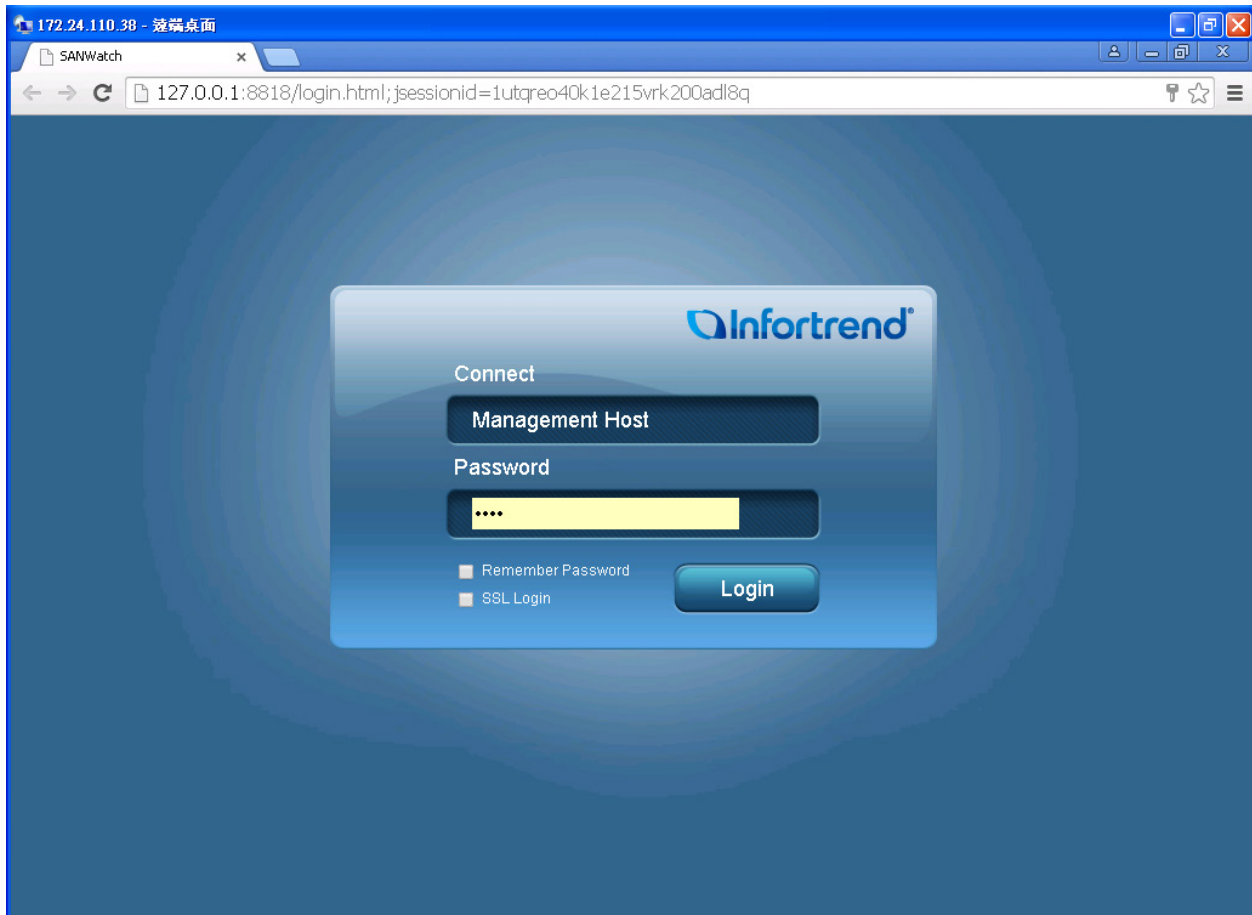 172.24.110.38 - 遠端桌面
SANWatch
127.0.0.1:8818/login.html;jsessionid=1utqreo40k1e215vrk200adl8q
Infortrend®
Connect
Management Host
Password
••••
Remember Password
SSL Login
Login